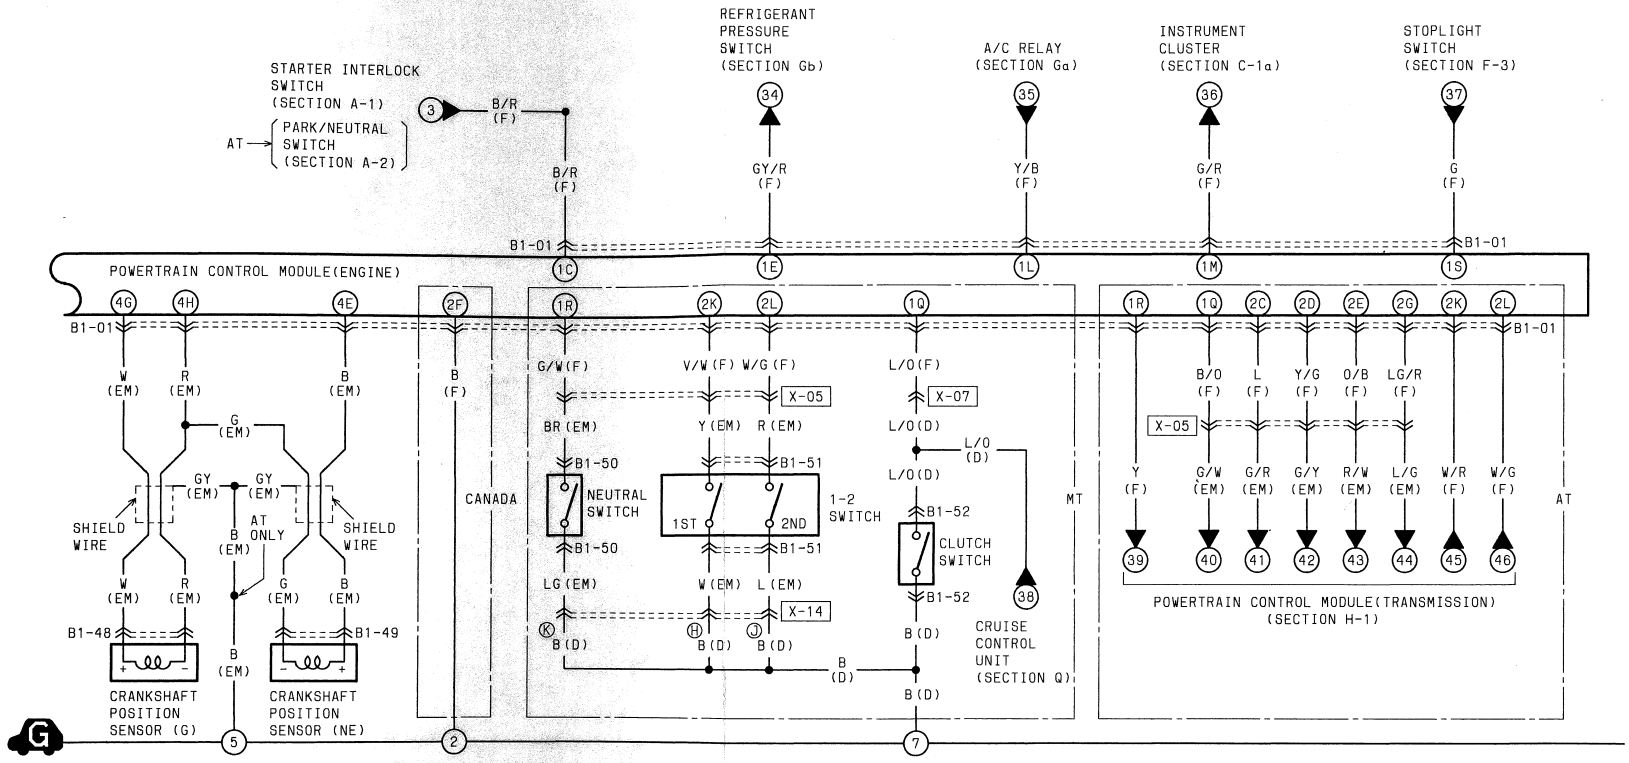 REFRIGERANT
PRESSURE
SWITCH
(SECTION Gb)
A/C RELAY
(SECTION Ga)
INSTRUMENT
CLUSTER
(SECTION C-1a)
STOPLIGHT
SWITCH
(SECTION F-3)
STARTER INTERLOCK
SWITCH
(SECTION A-1)
AT
PARK/NEUTRAL
SWITCH
(SECTION A-2)
3
B/R
(F)
34
35
36
37
B/R
(F)
GY/R
(F)
Y/B
(F)
G/R
(F)
G
(F)
B1-01
B1-01
POWERTRAIN CONTROL MODULE(ENGINE)
1C
1E
1L
1M
1S
4G
4H
4E
2F
1R
2K
2L
1Q
1R
1Q
2C
2D
2E
2G
2K
2L
B1-01
B1-01
W
(EM)
R
(EM)
B
(EM)
B
(F)
G/W(F)
V/W(F)
W/G(F)
L/O(F)
B/O
(F)
L
(F)
Y/G
(F)
O/B
(F)
LG/R
(F)
X-05
X-07
G
(EM)
BR(EM)
Y(EM)
R(EM)
L/O(D)
L/O
(D)
X-05
GY
(EM)
GY
(EM)
B1-50
B1-51
L/O(D)
Y
(F)
G/W
(EM)
G/R
(EM)
G/Y
(EM)
R/W
(EM)
L/G
(EM)
W/R
(F)
W/G
(F)
SHIELD
WIRE
B
(EM)
AT
ONLY
SHIELD
WIRE
CANADA
NEUTRAL
SWITCH
1ST
2ND
1-2
SWITCH
B1-52
CLUTCH
SWITCH
MT
AT
B1-50
B1-51
39
40
41
42
43
44
45
46
W
(EM)
R
(EM)
G
(EM)
B
(EM)
LG(EM)
W(EM)
L(EM)
B1-52
38
POWERTRAIN CONTROL MODULE(TRANSMISSION)
(SECTION H-1)
X-14
B1-48
B1-49
K
H
J
B(D)
B(D)
B(D)
B(D)
CRUISE
CONTROL
UNIT
(SECTION Q)
+
-
B
(EM)
-
+
B
(D)
B(D)
CRANKSHAFT
POSITION
SENSOR (G)
CRANKSHAFT
POSITION
SENSOR (NE)
G
5
2
7